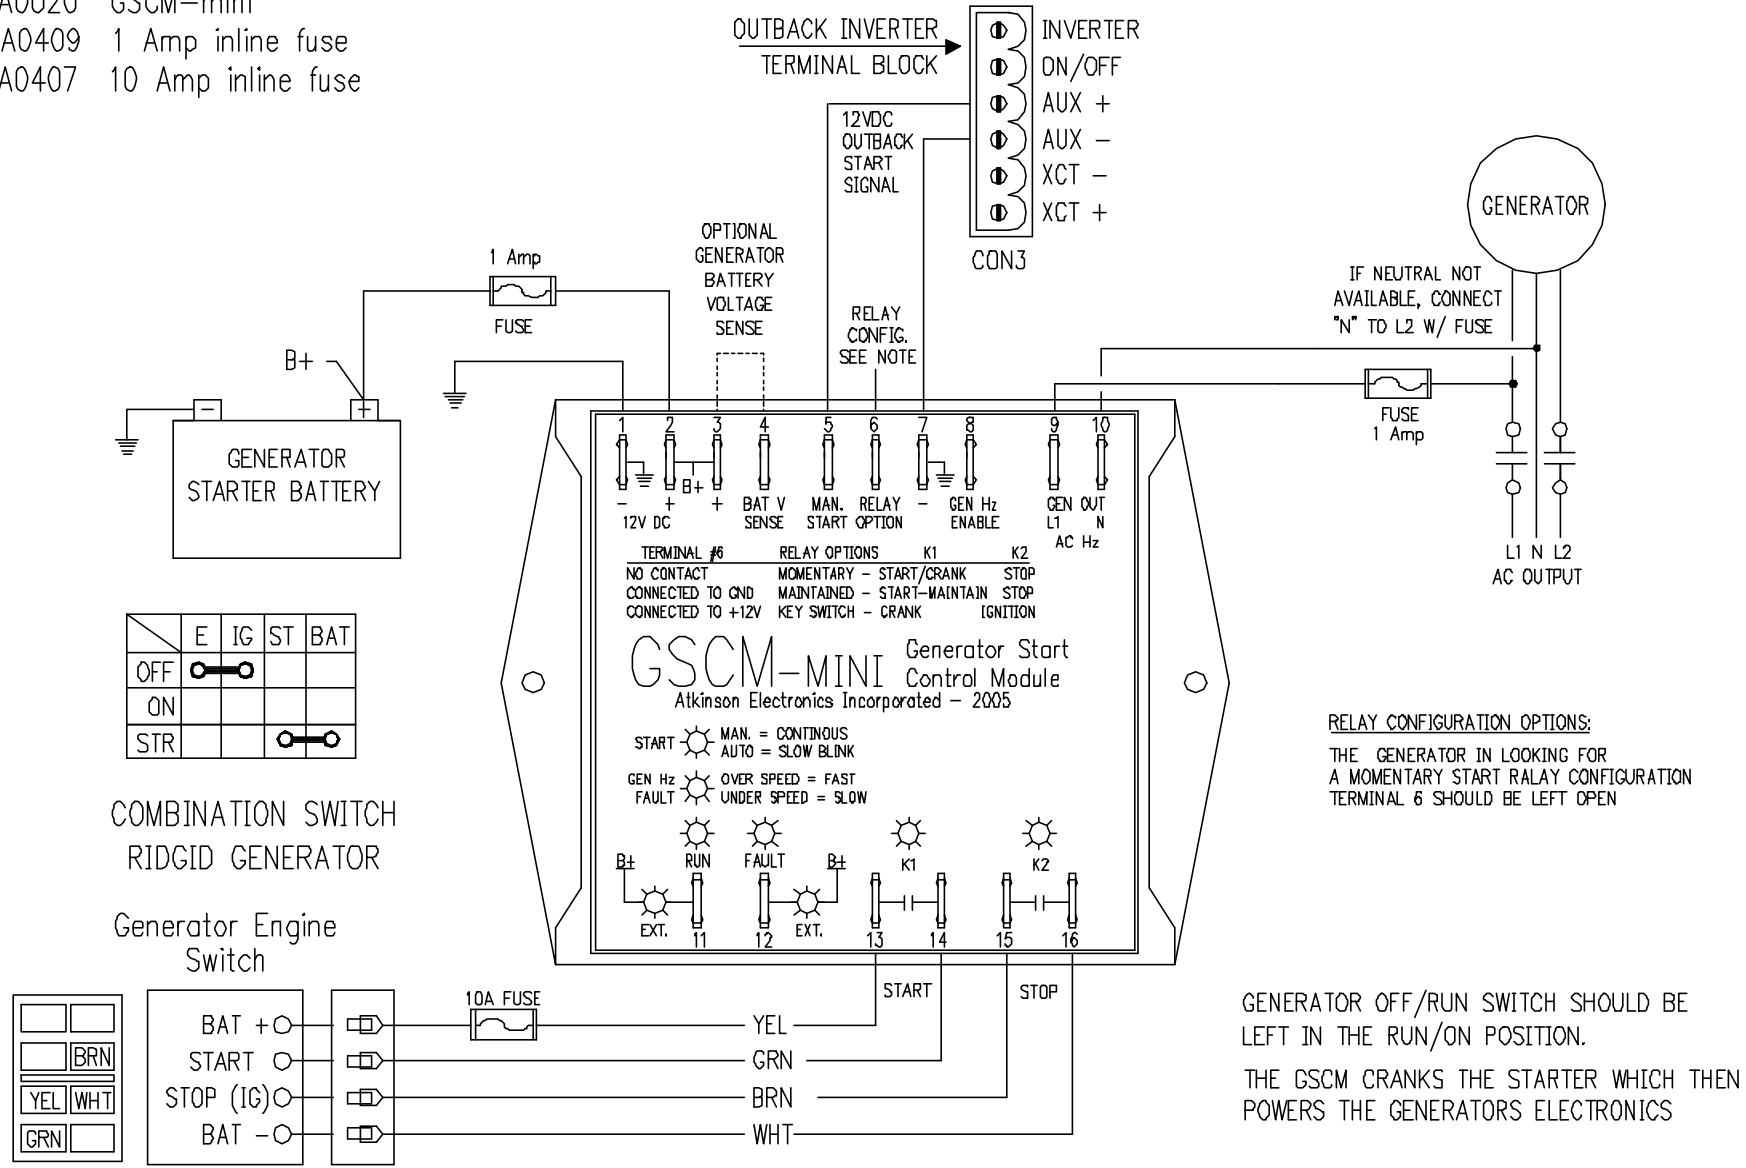 A0020 GSCM-mini
A0409 1 Amp inline fuse
A0407 10 Amp inline fuse
OUTBACK INVERTER
TERMINAL BLOCK
INVERTER
ON/OFF
AUX +
AUX -
XCT -
XCT +
CON3
12VDC
OUTBACK
START
SIGNAL
GENERATOR
OPTIONAL
GENERATOR
BATTERY
VOLTAGE
SENSE
1 Amp
FUSE
RELAY
CONFIG.
SEE NOTE
IF NEUTRAL NOT
AVAILABLE, CONNECT
"N" TO L2 W/ FUSE
FUSE
1 Amp
B+
- +
GENERATOR
STARTER BATTERY
1 2 3 4 5 6 7 8 9 10
B+
- + + BAT V MAN. RELAY - GEN Hz GEN OUT
12V DC SENSE START OPTION ENABLE L1 N
AC Hz
L1 N L2
AC OUTPUT
TERMINAL #6 RELAY OPTIONS K1 K2
NO CONTACT MOMENTARY - START/CRANK STOP
CONNECTED TO GND MAINTAINED - START-MAINTAIN STOP
CONNECTED TO +12V KEY SWITCH - CRANK IGNITION
GSCM-MINI Generator Start
Control Module
Atkinson Electronics Incorporated - 2005
START MAN. = CONTINOUS
AUTO = SLOW BLINK
GEN Hz OVER SPEED = FAST
FAULT UNDER SPEED = SLOW
RUN FAULT K1 K2
B+ B+
EXT. EXT.
11 12 13 14 15 16
E IG ST BAT
OFF
ON
STR
COMBINATION SWITCH
RIDGID GENERATOR
RELAY CONFIGURATION OPTIONS:
THE GENERATOR IN LOOKING FOR
A MOMENTARY START RALAY CONFIGURATION
TERMINAL 6 SHOULD BE LEFT OPEN
Generator Engine
Switch
BRN
YEL WHT
GRN
BAT +
START
STOP (IG)
BAT -
10A FUSE
YEL
GRN
BRN
WHT
START
STOP
GENERATOR OFF/RUN SWITCH SHOULD BE
LEFT IN THE RUN/ON POSITION.
THE GSCM CRANKS THE STARTER WHICH THEN
POWERS THE GENERATORS ELECTRONICS